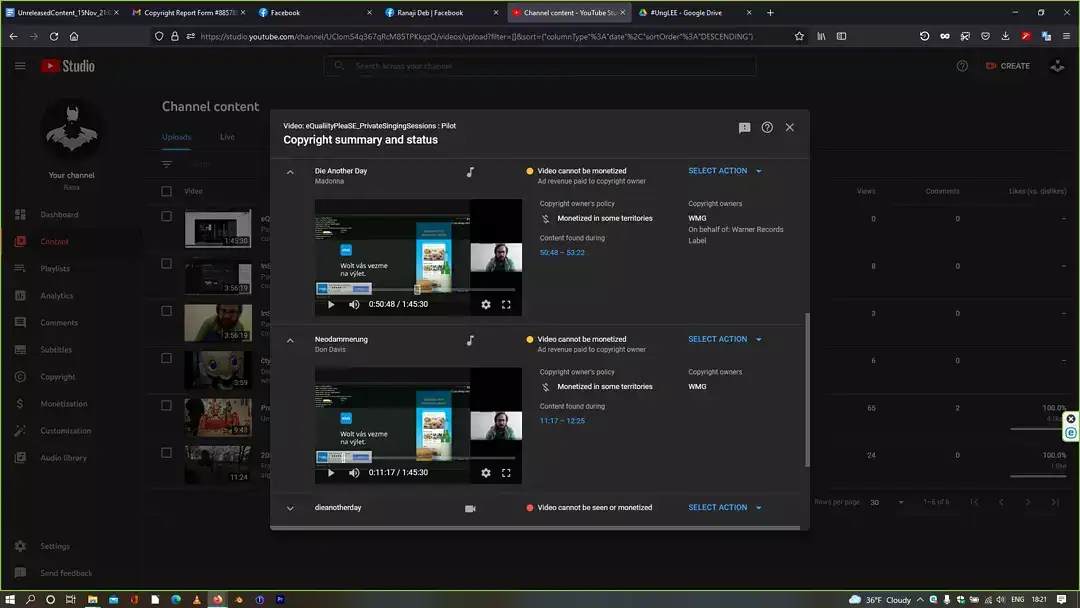 UnreleasedContent_15Nov_21:6
Copyright Report Form #88578
Facebook
Ranaji Deb | Facebook
Channel content - YouTube Stu
#UngLEE - Google Drive
https://studio.youtube.com/channel/UClomS4q367qRcM85TPKkgzQ/videos/upload?filter=[]&sort={"columnType"%3A"date"%2C"sortOrder"%3A"DESCENDING"}
Studio
Search across your channel
CREATE
Channel content
Uploads
Live
Your channel
Rana
Video
Views
Comments
Likes (vs. dislikes)
Dashboard
Content
Playlists
Analytics
Comments
Subtitles
Copyright
Monetization
Customization
Audio library
Settings
Send feedback
1:45:30
3:56:19
3:56:19
3:59
9:48
11:24
Video: eQualiityPleaSE_PrivateSingingSessions : Pilot
Copyright summary and status
Die Another Day
Madonna
Video cannot be monetized
Ad revenue paid to copyright owner
SELECT ACTION
Copyright owner's policy
Monetized in some territories
Content found during
50:48 – 53:22
Copyright owners
WMG
On behalf of: Warner Records
Label
Wolt vás vezme
na výlet.
0:50:48 / 1:45:30
Neodammerung
Don Davis
Video cannot be monetized
Ad revenue paid to copyright owner
SELECT ACTION
Copyright owner's policy
Monetized in some territories
Content found during
11:17 – 12:25
Copyright owners
WMG
Wolt vás vezme
na výlet.
0:11:17 / 1:45:30
dieanotherday
Video cannot be seen or monetized
SELECT ACTION
0
0
–
8
0
–
3
0
–
6
0
–
65
2
100.0%
24
0
100.0%
1 like
Rows per page
30
1–6 of 6
36°F Cloudy
ENG
18:21